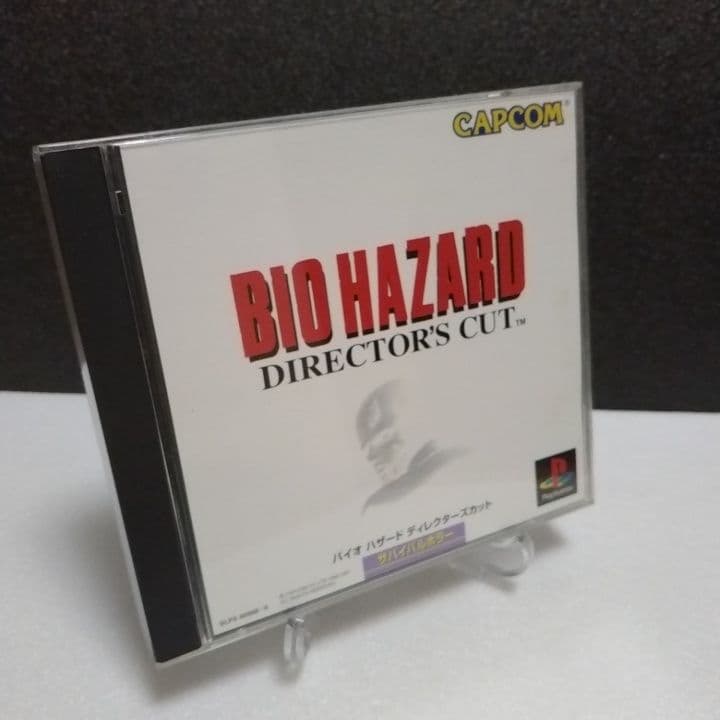 CAPCOM
BIO HAZARD
DIRECTOR'S CUT™
PlayStation
バイオ ハザード ディレクターズカット
サバイバルホラー